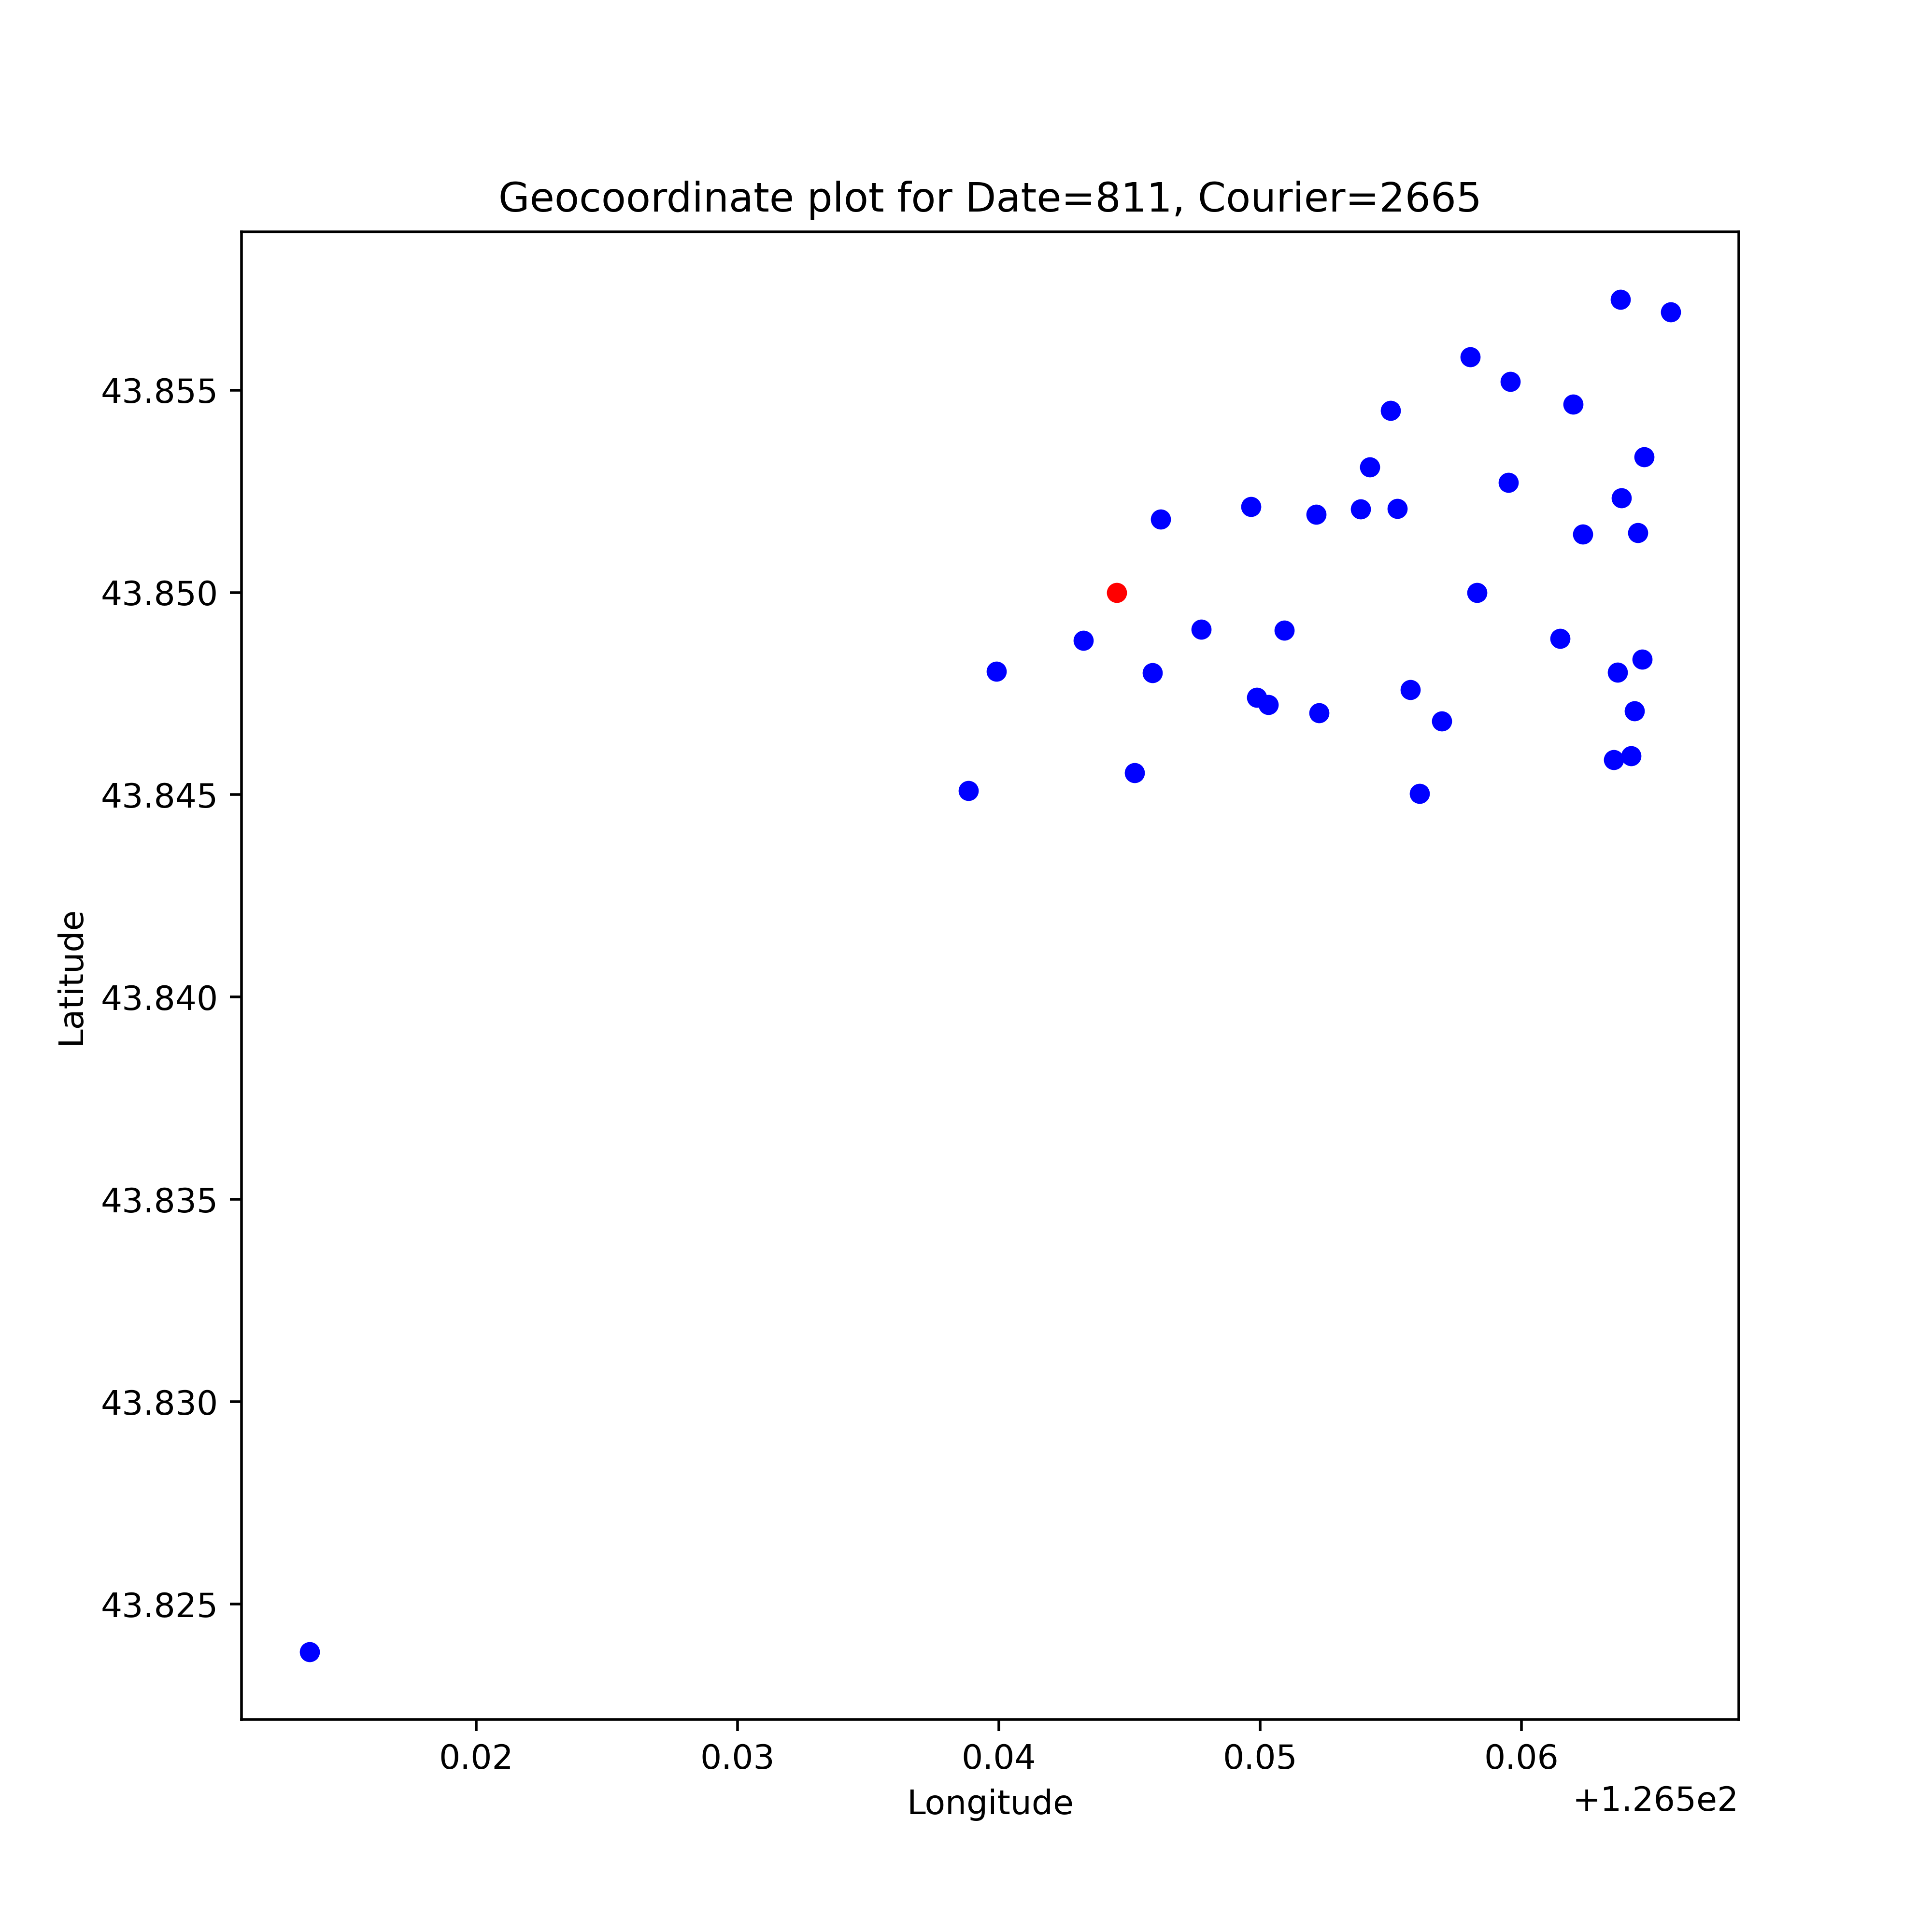 Geocoordinate plot for Date=811, Courier=2665
43.855
43.850
43.845
43.840
43.835
43.830
43.825
Latitude
0.02 0.03 0.04 0.05 0.06
Longitude
+1.265e2